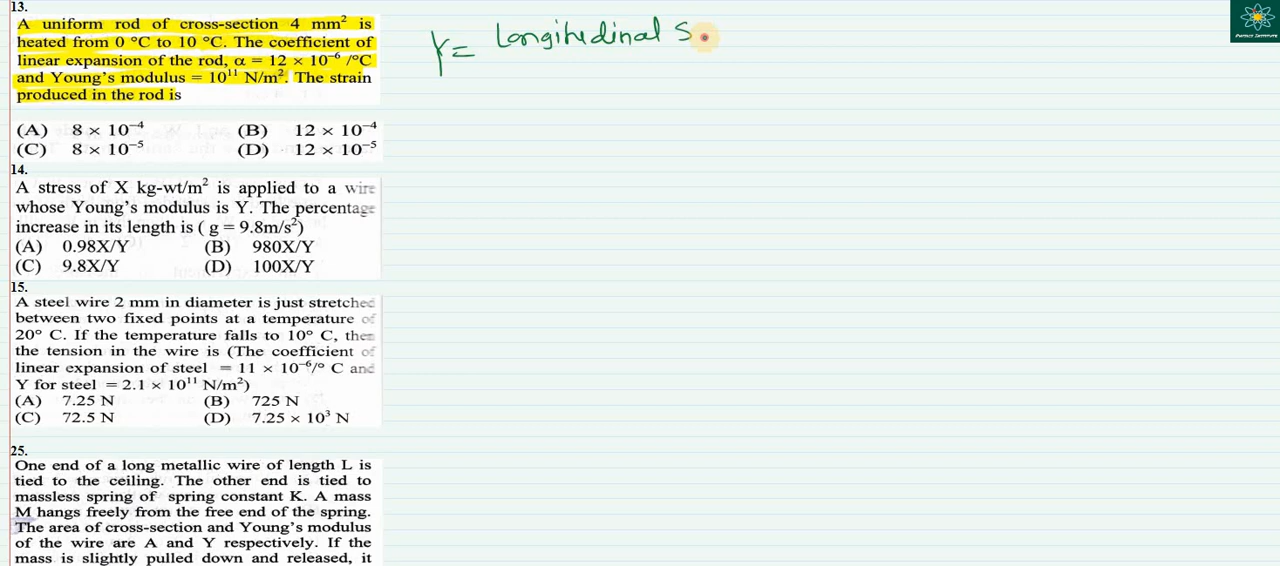 13.
A uniform rod of cross-section 4 mm² is
heated from 0 °C to 10 °C. The coefficient of
linear expansion of the rod, α = 12 × 10⁻⁶ /°C
and Young's modulus = 10¹¹ N/m². The strain
produced in the rod is
(A) 8 × 10⁻⁴ (B) 12 × 10⁻⁴
(C) 8 × 10⁻⁵ (D) 12 × 10⁻⁵
14.
A stress of X kg-wt/m² is applied to a wire
whose Young's modulus is Y. The percentage
increase in its length is ( g = 9.8m/s²)
(A) 0.98X/Y (B) 980X/Y
(C) 9.8X/Y (D) 100X/Y
15.
A steel wire 2 mm in diameter is just stretched
between two fixed points at a temperature of
20° C. If the temperature falls to 10° C, then
the tension in the wire is (The coefficient of
linear expansion of steel = 11 × 10⁻⁶/° C and
Y for steel = 2.1 × 10¹¹ N/m²)
(A) 7.25 N (B) 725 N
(C) 72.5 N (D) 7.25 × 10³ N
25.
One end of a long metallic wire of length L is
tied to the ceiling. The other end is tied to
massless spring of spring constant K. A mass
M hangs freely from the free end of the spring.
The area of cross-section and Young's modulus
of the wire are A and Y respectively. If the
mass is slightly pulled down and released, it
Y = Longitudinal S